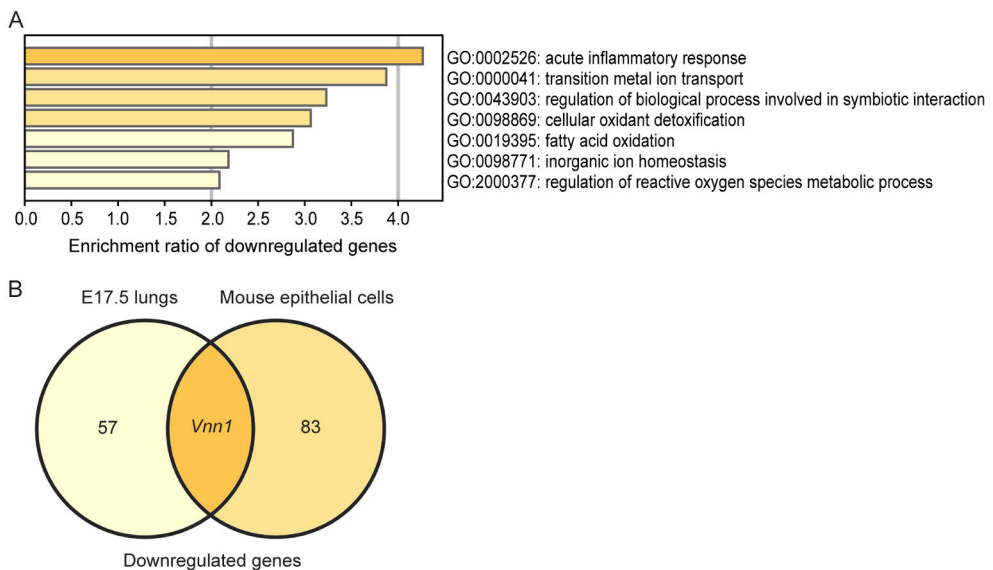 A
GO:0002526: acute inflammatory response
GO:0000041: transition metal ion transport
GO:0043903: regulation of biological process involved in symbiotic interaction
GO:0098869: cellular oxidant detoxification
GO:0019395: fatty acid oxidation
GO:0098771: inorganic ion homeostasis
GO:2000377: regulation of reactive oxygen species metabolic process
0.0 0.5 1.0 1.5 2.0 2.5 3.0 3.5 4.0
Enrichment ratio of downregulated genes
B
E17.5 lungs Mouse epithelial cells
57 Vnn1 83
Downregulated genes